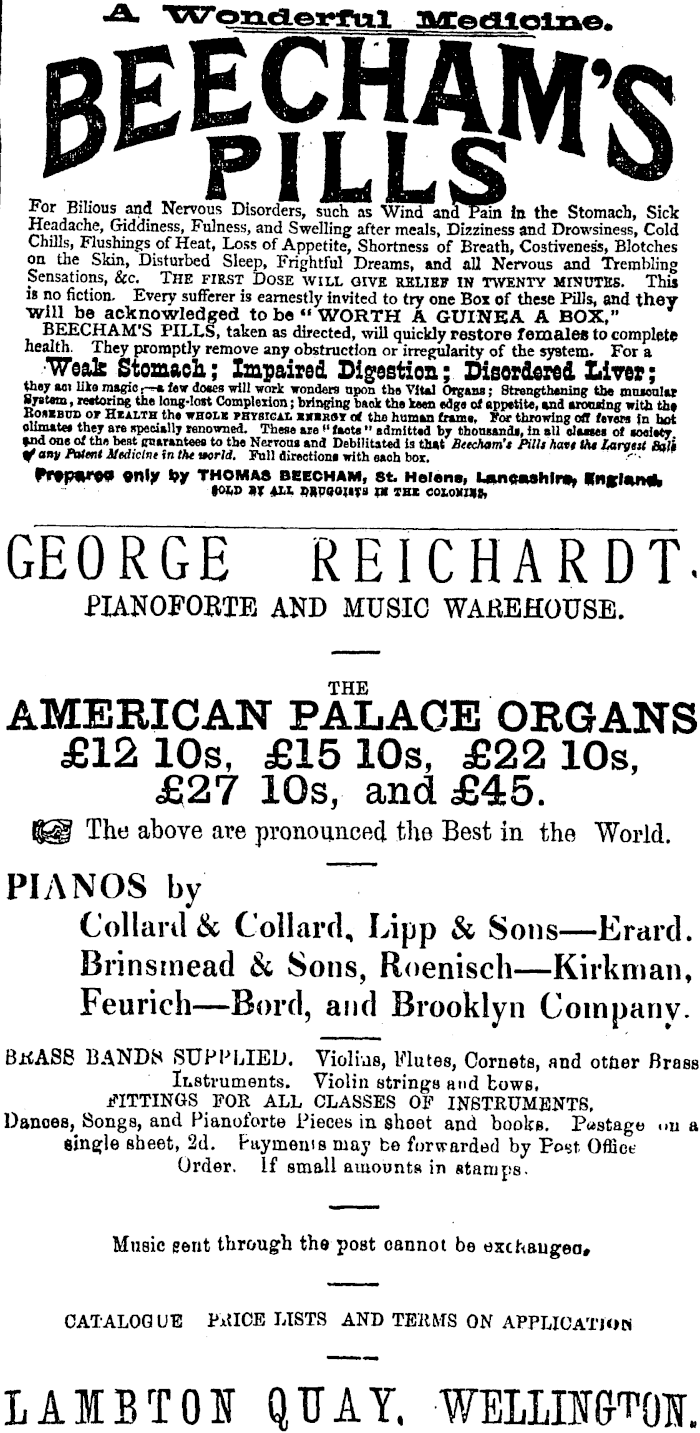 A Wonderful Medicine.
BEECHAM'S
PILLS
For Bilious and Nervous Disorders, such as Wind and Pain in the Stomach, Sick
Headache, Giddiness, Fulness, and Swelling after meals, Dizziness and Drowsiness, Cold
Chills, Flushings of Heat, Loss of Appetite, Shortness of Breath, Costiveness, Blotches
on the Skin, Disturbed Sleep, Frightful Dreams, and all Nervous and Trembling
Sensations, &c. THE FIRST DOSE WILL GIVE RELIEF IN TWENTY MINUTES. This
is no fiction. Every sufferer is earnestly invited to try one Box of these Pills, and they
will be acknowledged to be "WORTH A GUINEA A BOX,"
BEECHAM'S PILLS, taken as directed, will quickly restore females to complete
health. They promptly remove any obstruction or irregularity of the system. For a
Weak Stomach; Impaired Digestion; Disordered Liver;
they act like magic;—a few doses will work wonders upon the Vital Organs; Strengthening the muscular
System, restoring the long-lost Complexion; bringing back the keen edge of appetite, and arousing with the
ROSEBUD OF HEALTH the WHOLE PHYSICAL ENERGY of the human frame. For throwing off fevers in hot
climates they are specially renowned. These are "facts" admitted by thousands, in all classes of society,
and one of the best guarantees to the Nervous and Debilitated is that Beecham's Pills have the Largest Sale
of any Patent Medicine in the world. Full directions with each box.
Prepared only by THOMAS BEECHAM, St. Helens, Lancashire, England,
SOLD BY ALL DRUGGISTS IN THE COLONIES,
GEORGE REICHARDT.
PIANOFORTE AND MUSIC WAREHOUSE.
THE
AMERICAN PALACE ORGANS
£12 10s, £15 10s, £22 10s,
£27 10s, and £45.
The above are pronounced the Best in the World.
PIANOS by
Collard & Collard, Lipp & Sons—Erard.
Brinsmead & Sons, Roenisch—Kirkman,
Feurich—Bord, and Brooklyn Company.
BRASS BANDS SUPPLIED. Violins, Flutes, Cornets, and other Brass
Instruments. Violin strings and bows.
FITTINGS FOR ALL CLASSES OF INSTRUMENTS,
Dances, Songs, and Pianoforte Pieces in sheet and books. Postage on a
single sheet, 2d. Payments may be forwarded by Post Office
Order. If small amounts in stamps.
Music sent through the post cannot be exchanged,
CATALOGUE PRICE LISTS AND TERMS ON APPLICATION
LAMBTON QUAY, WELLINGTON.